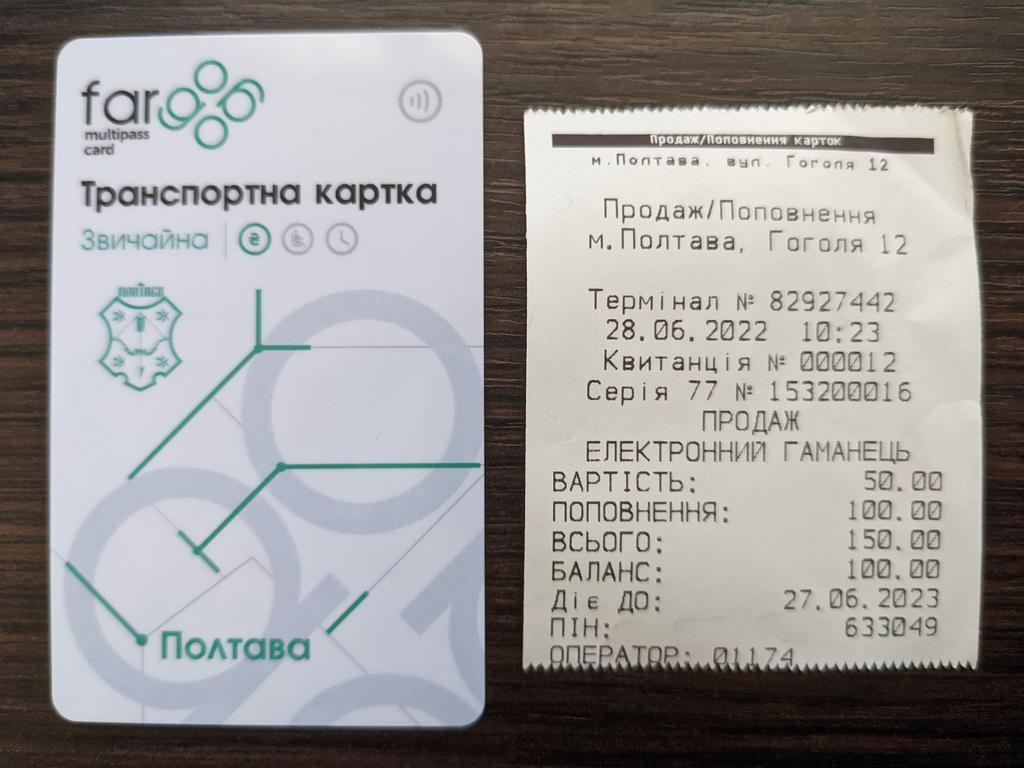 faro
multipass
card
Транспортна картка
Звичайна
₴
ПОЛТАВА
Полтава
Продаж/Поповнення карток
м.Полтава, вул. Гоголя 12
Продаж/Поповнення
м.Полтава, Гоголя 12
Термінал № 82927442
28.06.2022 10:23
Квитанція № 000012
Серія 77 № 153200016
ПРОДАЖ
ЕЛЕКТРОННИЙ ГАМАНЕЦЬ
ВАРТІСТЬ: 50.00
ПОПОВНЕННЯ: 100.00
ВСЬОГО: 150.00
БАЛАНС: 100.00
Діє ДО: 27.06.2023
ПІН: 633049
ОПЕРАТОР: 01174